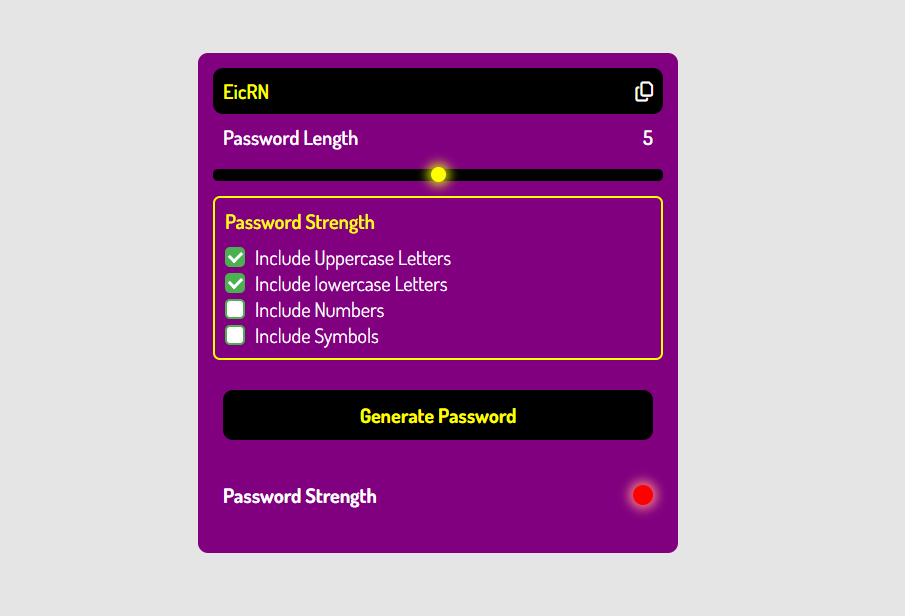 EicRN
Password Length 5
Password Strength
Include Uppercase Letters
Include lowercase Letters
Include Numbers
Include Symbols
Generate Password
Password Strength